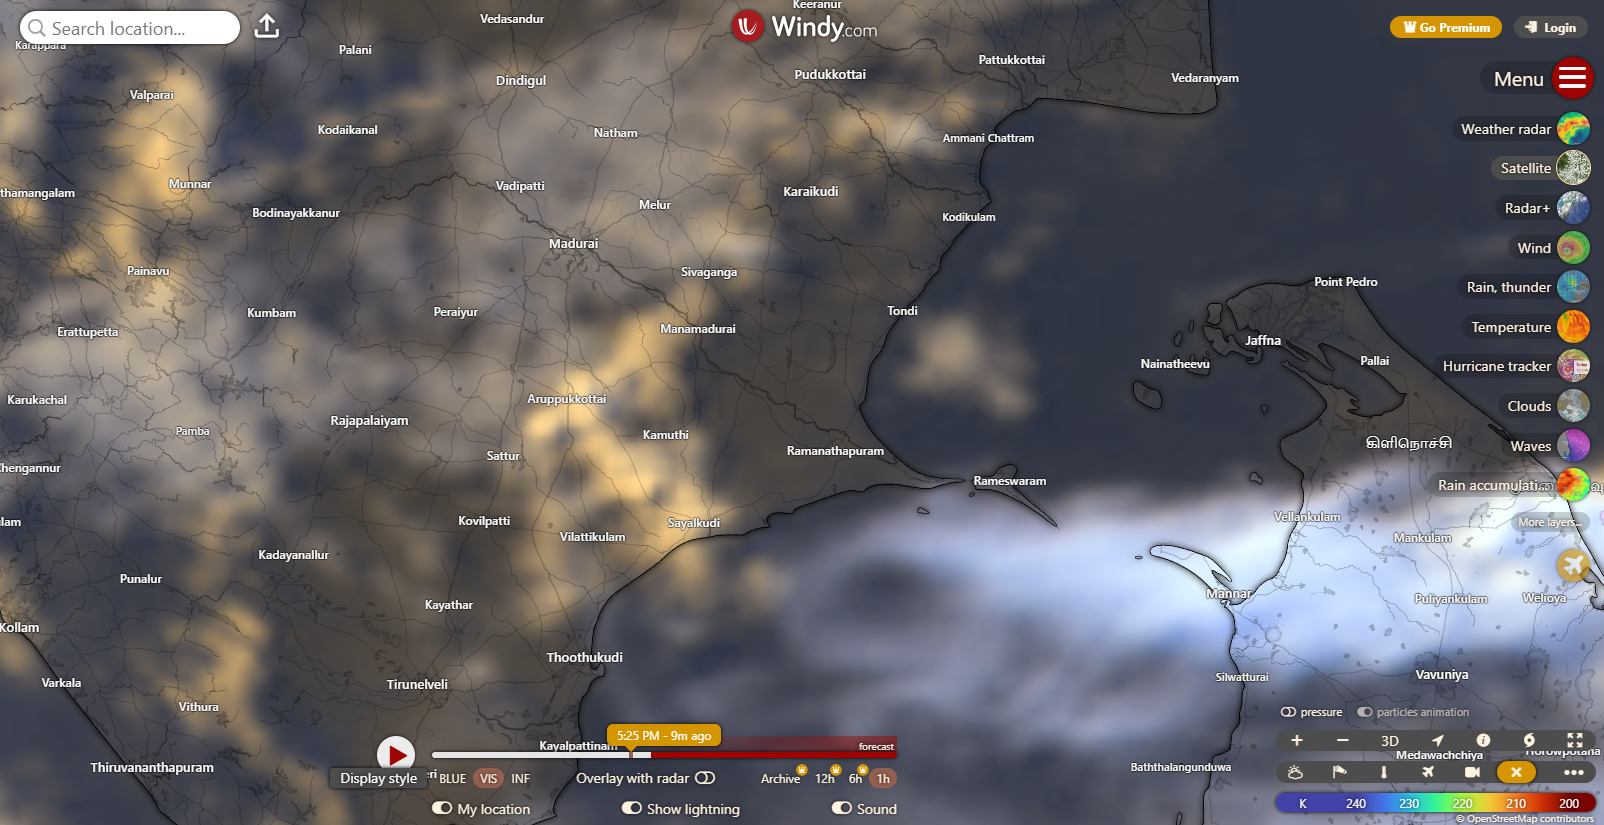 Search location...
Keeranur
Vedasandur
Windy.com
Go Premium
Login
Karappara
Palani
Pattukkottai
Dindigul
Pudukkottai
Vedaranyam
Menu
Valparai
Kodaikanal
Natham
Ammani Chattram
Weather radar
Satellite
Munnar
Vadipatti
Karaikudi
thamangalam
Melur
Radar+
Bodinayakkanur
Kodikulam
Madurai
Wind
Painavu
Sivaganga
Point Pedro
Rain, thunder
Kumbam
Peraiyur
Tondi
Erattupetta
Manamadurai
Temperature
Jaffna
Nainatheevu
Pallai
Hurricane tracker
Karukachal
Aruppukkottai
Clouds
Rajapalaiyam
Pamba
Kamuthi
கிளிநொச்சி
Waves
Sattur
Ramanathapuram
Chengannur
Rameswaram
Rain accumulati...
Kovilpatti
Sayalkudi
Vellankulam
More layers...
lam
Vilattikulam
Mankulam
Kadayanallur
Punalur
Mannar
Puliyankulam
Welioya
Kayathar
Kollam
Thoothukudi
Varkala
Tirunelveli
Silwatturai
Vavuniya
Vithura
pressure
particles animation
5:25 PM - 9m ago
Kayalpattinam
forecast
3D
Medawachchiya
Horowpotana
Thiruvananthapuram
Baththalangunduwa
Display style
eri
BLUE
VIS
INF
Overlay with radar
Archive
12h
6h
1h
My location
Show lightning
Sound
K
240
230
220
210
200
© OpenStreetMap contributors